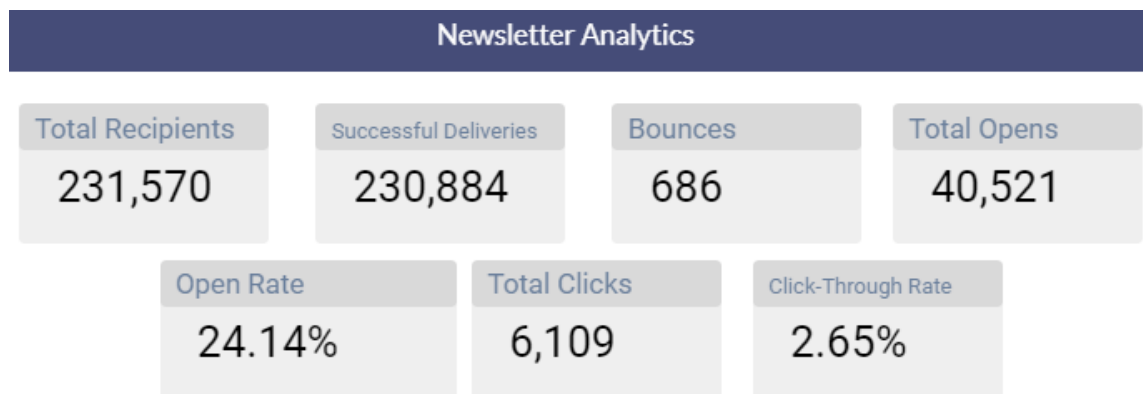 Newsletter Analytics
Total Recipients
231,570
Successful Deliveries
230,884
Bounces
686
Total Opens
40,521
Open Rate
24.14%
Total Clicks
6,109
Click-Through Rate
2.65%